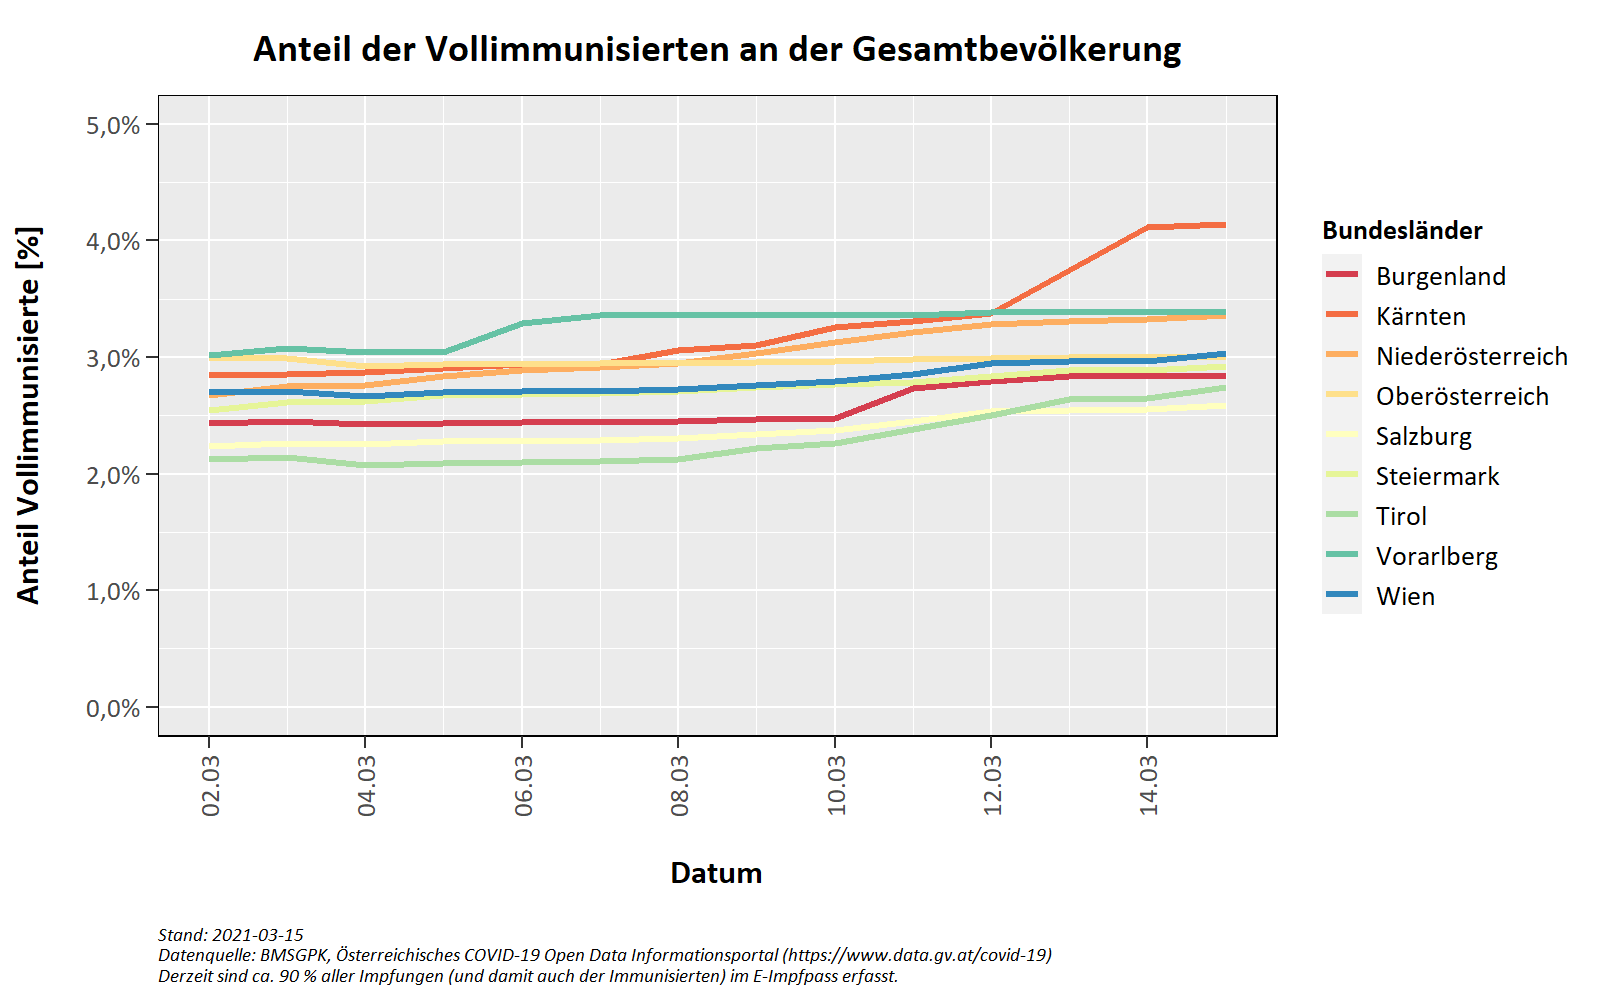 Anteil der Vollimmunisierten an der Gesamtbevölkerung
Anteil Vollimmunisierte [%]
5,0%
4,0%
3,0%
2,0%
1,0%
0,0%
02.03
04.03
06.03
08.03
10.03
12.03
14.03
Datum
Bundesländer
Burgenland
Kärnten
Niederösterreich
Oberösterreich
Salzburg
Steiermark
Tirol
Vorarlberg
Wien
Stand: 2021-03-15
Datenquelle: BMSGPK, Österreichisches COVID-19 Open Data Informationsportal (https://www.data.gv.at/covid-19)
Derzeit sind ca. 90 % aller Impfungen (und damit auch der Immunisierten) im E-Impfpass erfasst.